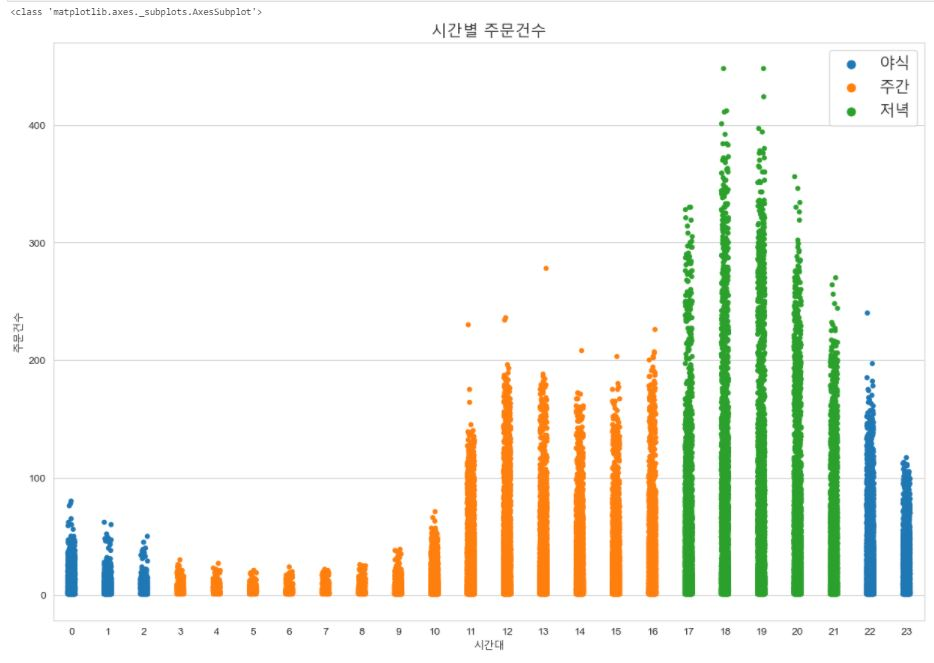 <class 'matplotlib.axes._subplots.AxesSubplot'>
시간별 주문건수
야식
주간
저녁
400
300
200
100
0
주문건수
0 1 2 3 4 5 6 7 8 9 10 11 12 13 14 15 16 17 18 19 20 21 22 23
시간대